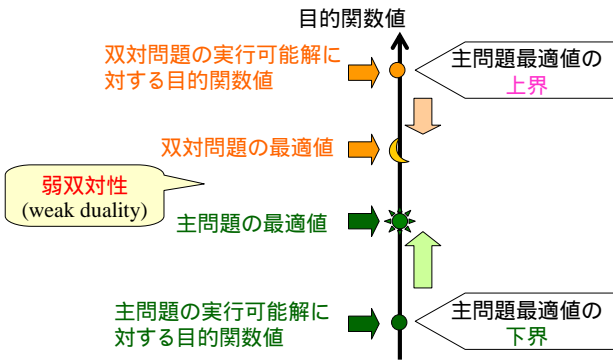 目的関数値
双対問題の実行可能解に
対する目的関数値
主問題最適値の
上界
双対問題の最適値
弱双対性
(weak duality)
主問題の最適値
主問題の実行可能解に
対する目的関数値
主問題最適値の
下界